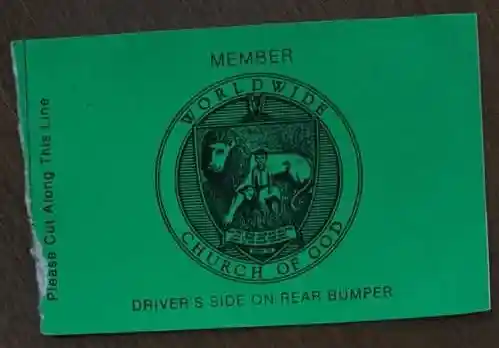 MEMBER
WORLDWIDE
CHURCH OF GOD
DRIVER'S SIDE ON REAR BUMPER
Please Cut Along This Line